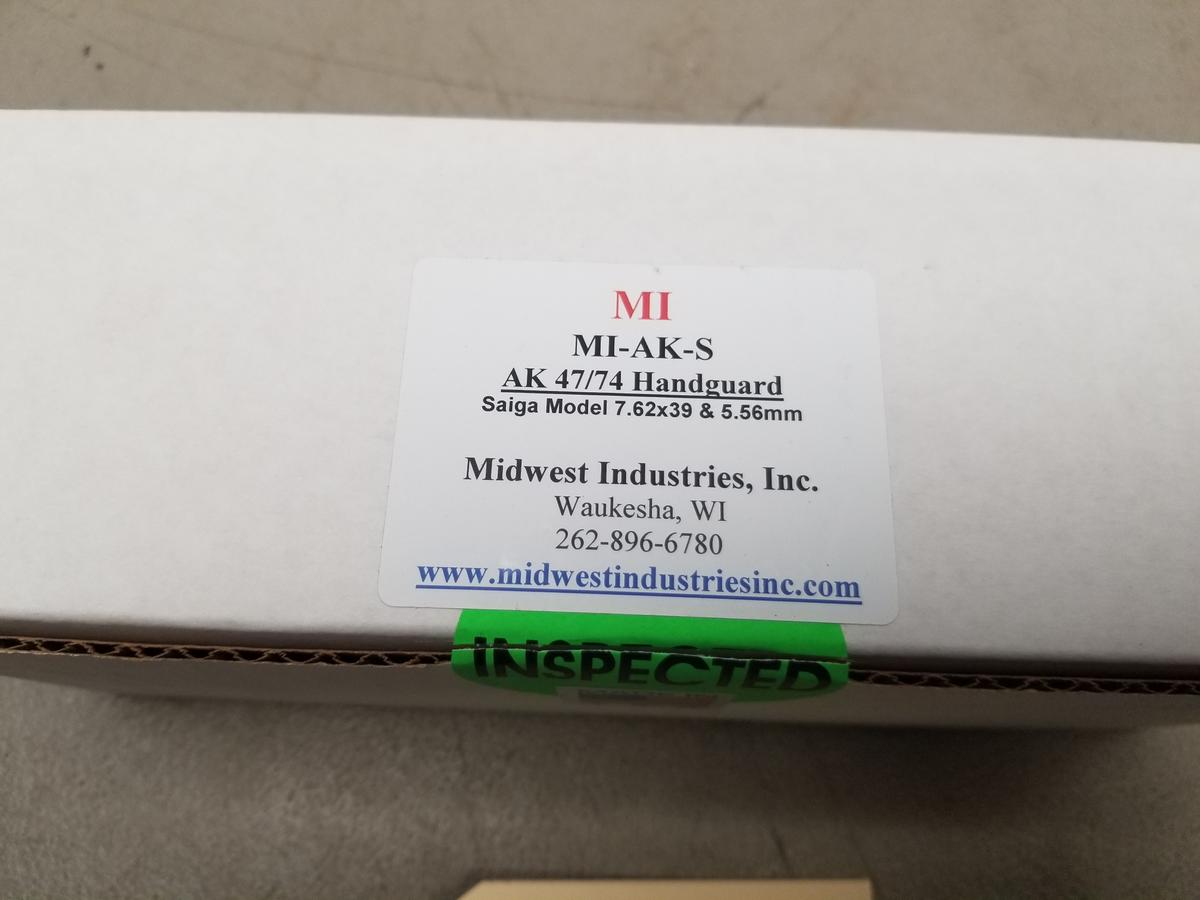 MI
MI-AK-S
AK 47/74 Handguard
Saiga Model 7.62x39 & 5.56mm
Midwest Industries, Inc.
Waukesha, WI
262-896-6780
www.midwestindustriesinc.com
INSPECTED